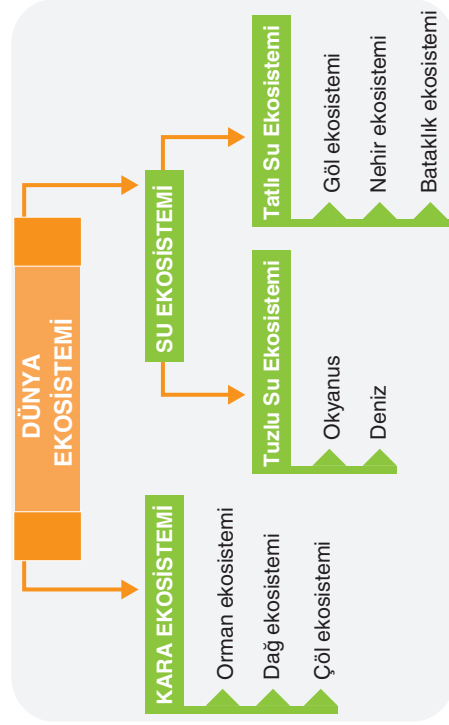 DÜNYA
EKOSİSTEMİ
KARA EKOSİSTEMİ
Orman ekosistemi
Dağ ekosistemi
Çöl ekosistemi
SU EKOSİSTEMİ
Tuzlu Su Ekosistemi
Okyanus
Deniz
Tatlı Su Ekosistemi
Göl ekosistemi
Nehir ekosistemi
Bataklık ekosistemi